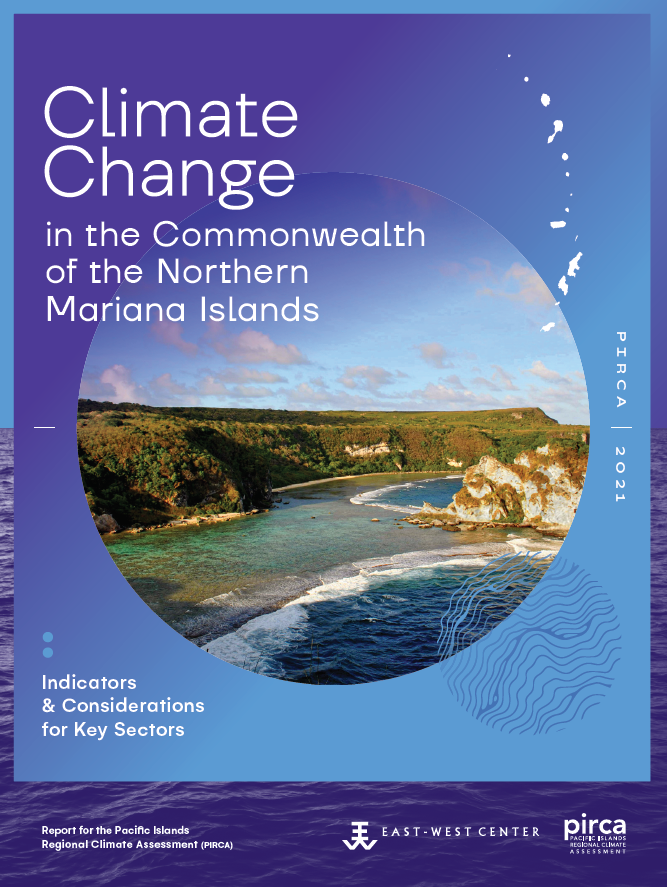 Climate
Change
in the Commonwealth
of the Northern
Mariana Islands
PIRCA
2021
Indicators
& Considerations
for Key Sectors
Report for the Pacific Islands
Regional Climate Assessment (PIRCA)
EAST-WEST CENTER
pirca
PACIFIC ISLANDS
REGIONAL CLIMATE
ASSESSMENT